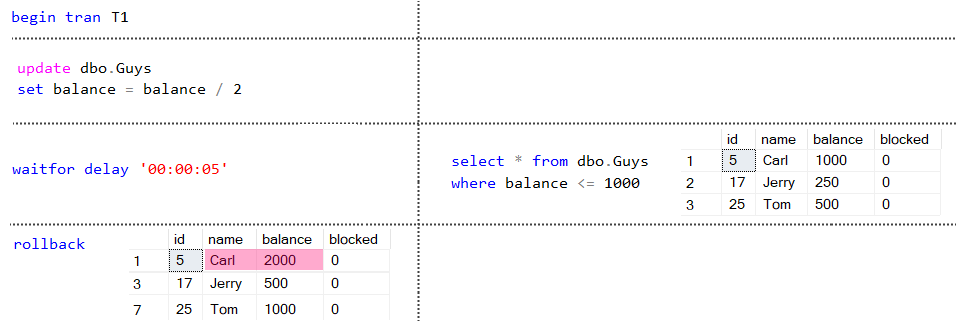 begin tran T1
update dbo.Guys
set balance = balance / 2
waitfor delay '00:00:05'
select * from dbo.Guys
where balance <= 1000
id name balance blocked
1 5 Carl 1000 0
2 17 Jerry 250 0
3 25 Tom 500 0
rollback
id name balance blocked
1 5 Carl 2000 0
3 17 Jerry 500 0
7 25 Tom 1000 0